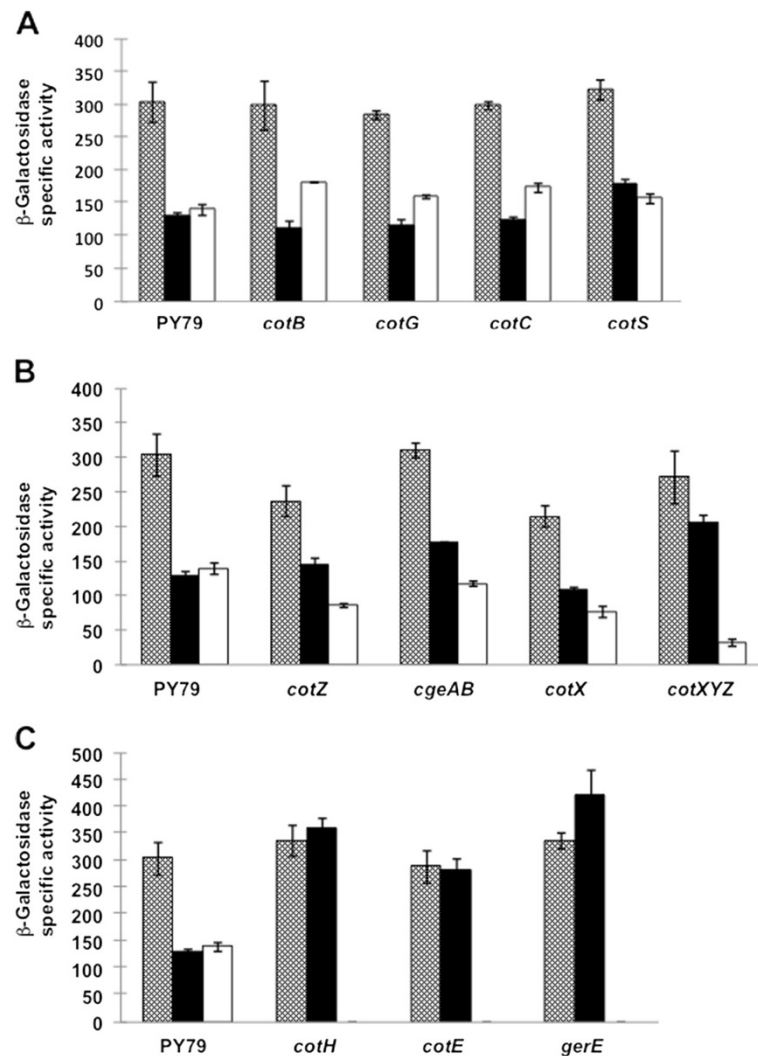 A
β-Galactosidase
specific activity
400
350
300
250
200
150
100
50
0
PY79 cotB cotG cotC cotS
B
β-Galactosidase
specific activity
400
350
300
250
200
150
100
50
0
PY79 cotZ cgeAB cotX cotXYZ
C
β-Galactosidase
specific activity
500
450
400
350
300
250
200
150
100
50
0
PY79 cotH cotE gerE